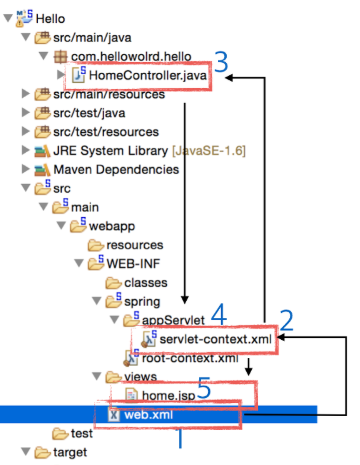 Hello
src/main/java
com.hellowolrd.hello
3
HomeController.java
src/main/resources
src/test/java
src/test/resources
JRE System Library [JavaSE-1.6]
Maven Dependencies
src
main
webapp
resources
WEB-INF
classes
spring
appServlet 4 2
servlet-context.xml
root-context.xml
views
5
home.jsp
web.xml
1
test
target